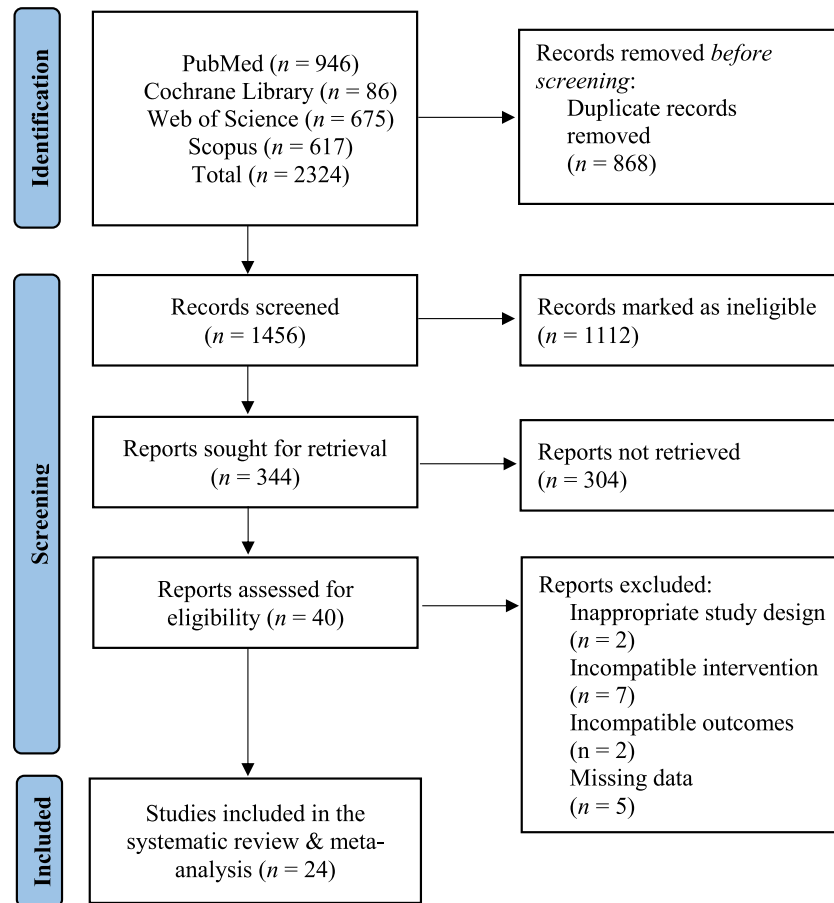 Identification
PubMed (n = 946)
Cochrane Library (n = 86)
Web of Science (n = 675)
Scopus (n = 617)
Total (n = 2324)
Records removed before
screening:
Duplicate records
removed
(n = 868)
Screening
Records screened
(n = 1456)
Records marked as ineligible
(n = 1112)
Reports sought for retrieval
(n = 344)
Reports not retrieved
(n = 304)
Reports assessed for
eligibility (n = 40)
Reports excluded:
Inappropriate study design
(n = 2)
Incompatible intervention
(n = 7)
Incompatible outcomes
(n = 2)
Missing data
(n = 5)
Included
Studies included in the
systematic review & meta-
analysis (n = 24)